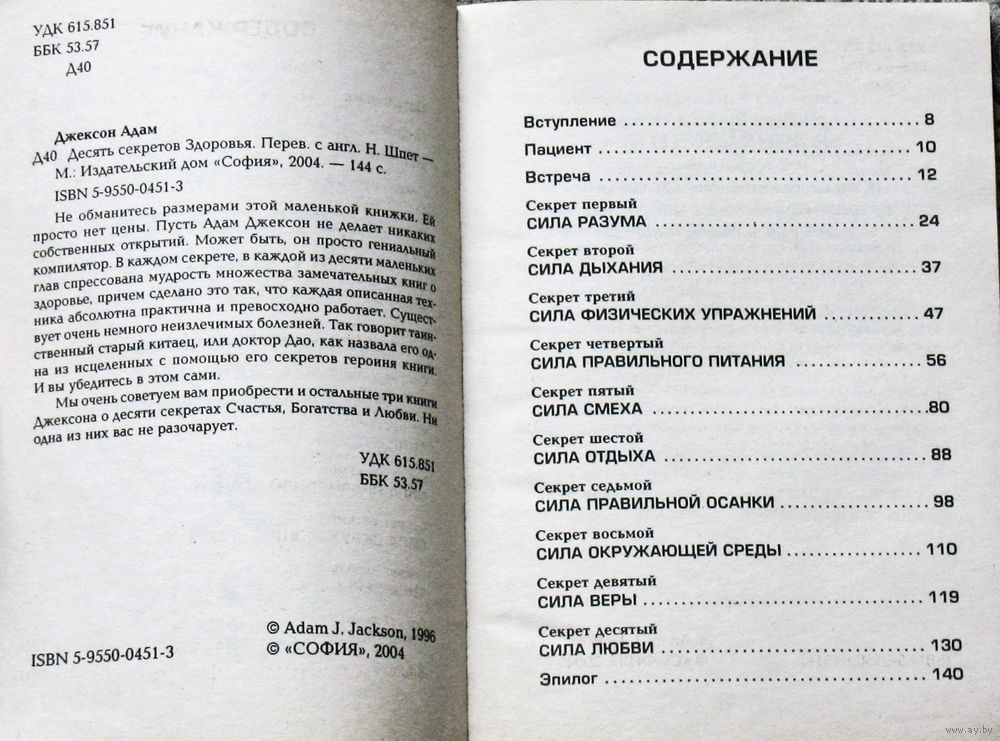 УДК 615.851
ББК 53.57
Д40
Джексон Адам
Д40 Десять секретов Здоровья. Перев. с англ. Н. Шпет —
М.: Издательский дом «София», 2004. — 144 с.
ISBN 5-9550-0451-3
Не обманитесь размерами этой маленькой книжки. Ей
просто нет цены. Пусть Адам Джексон не делает никаких
собственных открытий. Может быть, он просто гениальный
компилятор. В каждом секрете, в каждой из десяти маленьких
глав спрессована мудрость множества замечательных книг о
здоровье, причем сделано это так, что каждая описанная тех-
ника абсолютна практична и превосходно работает. Сущест-
вует очень немного неизлечимых болезней. Так говорит таин-
ственный старый китаец, или доктор Дао, как назвала его од-
на из исцеленных с помощью его секретов героиня книги.
И вы убедитесь в этом сами.
Мы очень советуем вам приобрести и остальные три книги
Джексона о десяти секретах Счастья, Богатства и Любви. Ни
одна из них вас не разочарует.
УДК 615.851
ББК 53.57
© Adam J. Jackson, 1996
ISBN 5-9550-0451-3 © «СОФИЯ», 2004
СОДЕРЖАНИЕ
Вступление ........ 8
Пациент ........ 10
Встреча ........ 12
Секрет первый
СИЛА РАЗУМА ........ 24
Секрет второй
СИЛА ДЫХАНИЯ ........ 37
Секрет третий
СИЛА ФИЗИЧЕСКИХ УПРАЖНЕНИЙ ........ 47
Секрет четвертый
СИЛА ПРАВИЛЬНОГО ПИТАНИЯ ........ 56
Секрет пятый
СИЛА СМЕХА ........ 80
Секрет шестой
СИЛА ОТДЫХА ........ 88
Секрет седьмой
СИЛА ПРАВИЛЬНОЙ ОСАНКИ ........ 98
Секрет восьмой
СИЛА ОКРУЖАЮЩЕЙ СРЕДЫ ........ 110
Секрет девятый
СИЛА ВЕРЫ ........ 119
Секрет десятый
СИЛА ЛЮБВИ ........ 130
Эпилог ........ 140
www.ay.by